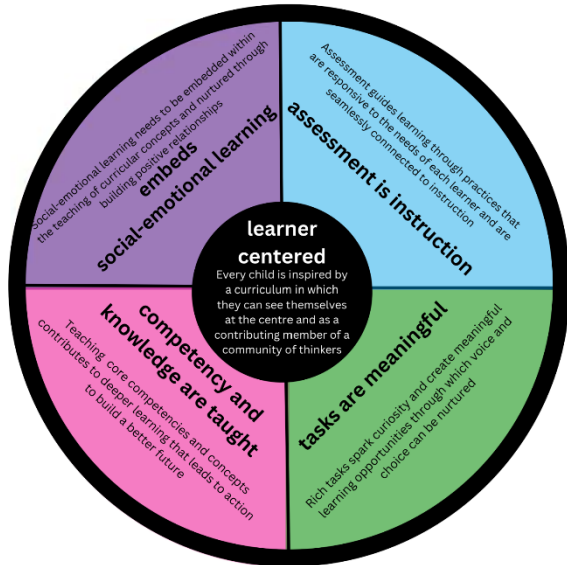 Social-emotional learning needs to be embedded within
the teaching of curricular concepts and nurtured through
building positive relationships
embeds
social-emotional learning
Assessment guides learning through practices that
are responsive to the needs of each learner and are
seamlessly connected to instruction
assessment is instruction
learner
centered
Every child is inspired by
a curriculum in which
they can see themselves
at the centre and as a
contributing member of a
community of thinkers
competency and
knowledge are taught
Teaching core competencies and concepts
contributes to deeper learning that leads to action
to build a better future
tasks are meaningful
Rich tasks spark curiosity and create meaningful
learning opportunities through which voice and
choice can be nurtured